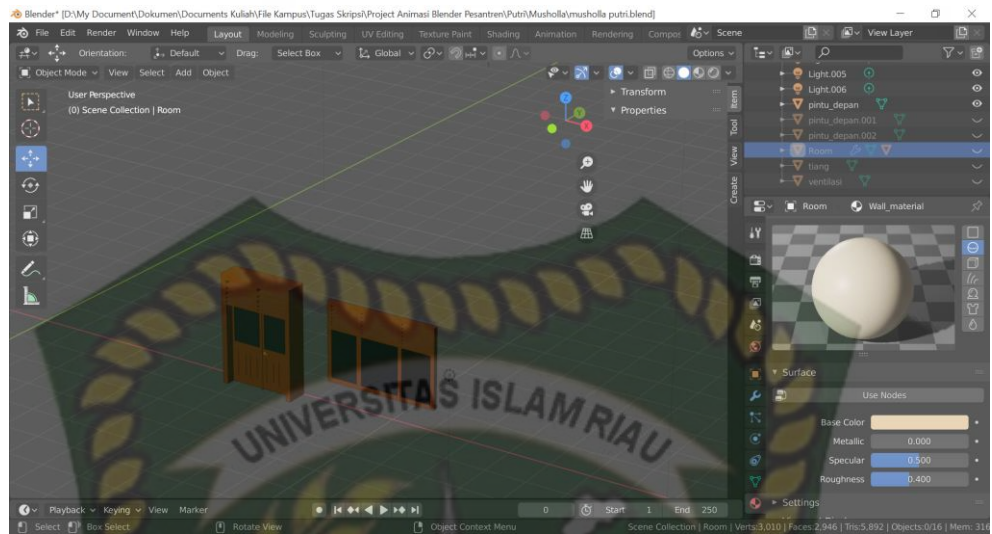 Blender* [D:\My Document\Dokumen\Documents Kuliah\File Kampus\Tugas Skripsi\Project Animasi Blender Pesantren\Putri\Musholla\musholla putri.blend]
File Edit Render Window Help Layout Modeling Sculpting UV Editing Texture Paint Shading Animation Rendering Compos Scene View Layer
Orientation: Default Drag: Select Box Global Options
Object Mode View Select Add Object
User Perspective
(0) Scene Collection | Room
Transform
Properties
Item
Tool
View
Create
X
Y
Z
Light.005
Light.006
pintu_depan
pintu_depan.001
pintu_depan.002
Room
tiang
ventilasi
Room Wall_material
Surface
Use Nodes
Base Color
Metallic 0.000
Specular 0.500
Roughness 0.400
Settings
UNIVERSITAS ISLAM RIAU
Playback Keying View Marker 0 Start 1 End 250
Select Box Select Rotate View Object Context Menu Scene Collection | Room | Verts:3,010 | Faces:2,946 | Tris:5,892 | Objects:0/16 | Mem: 316